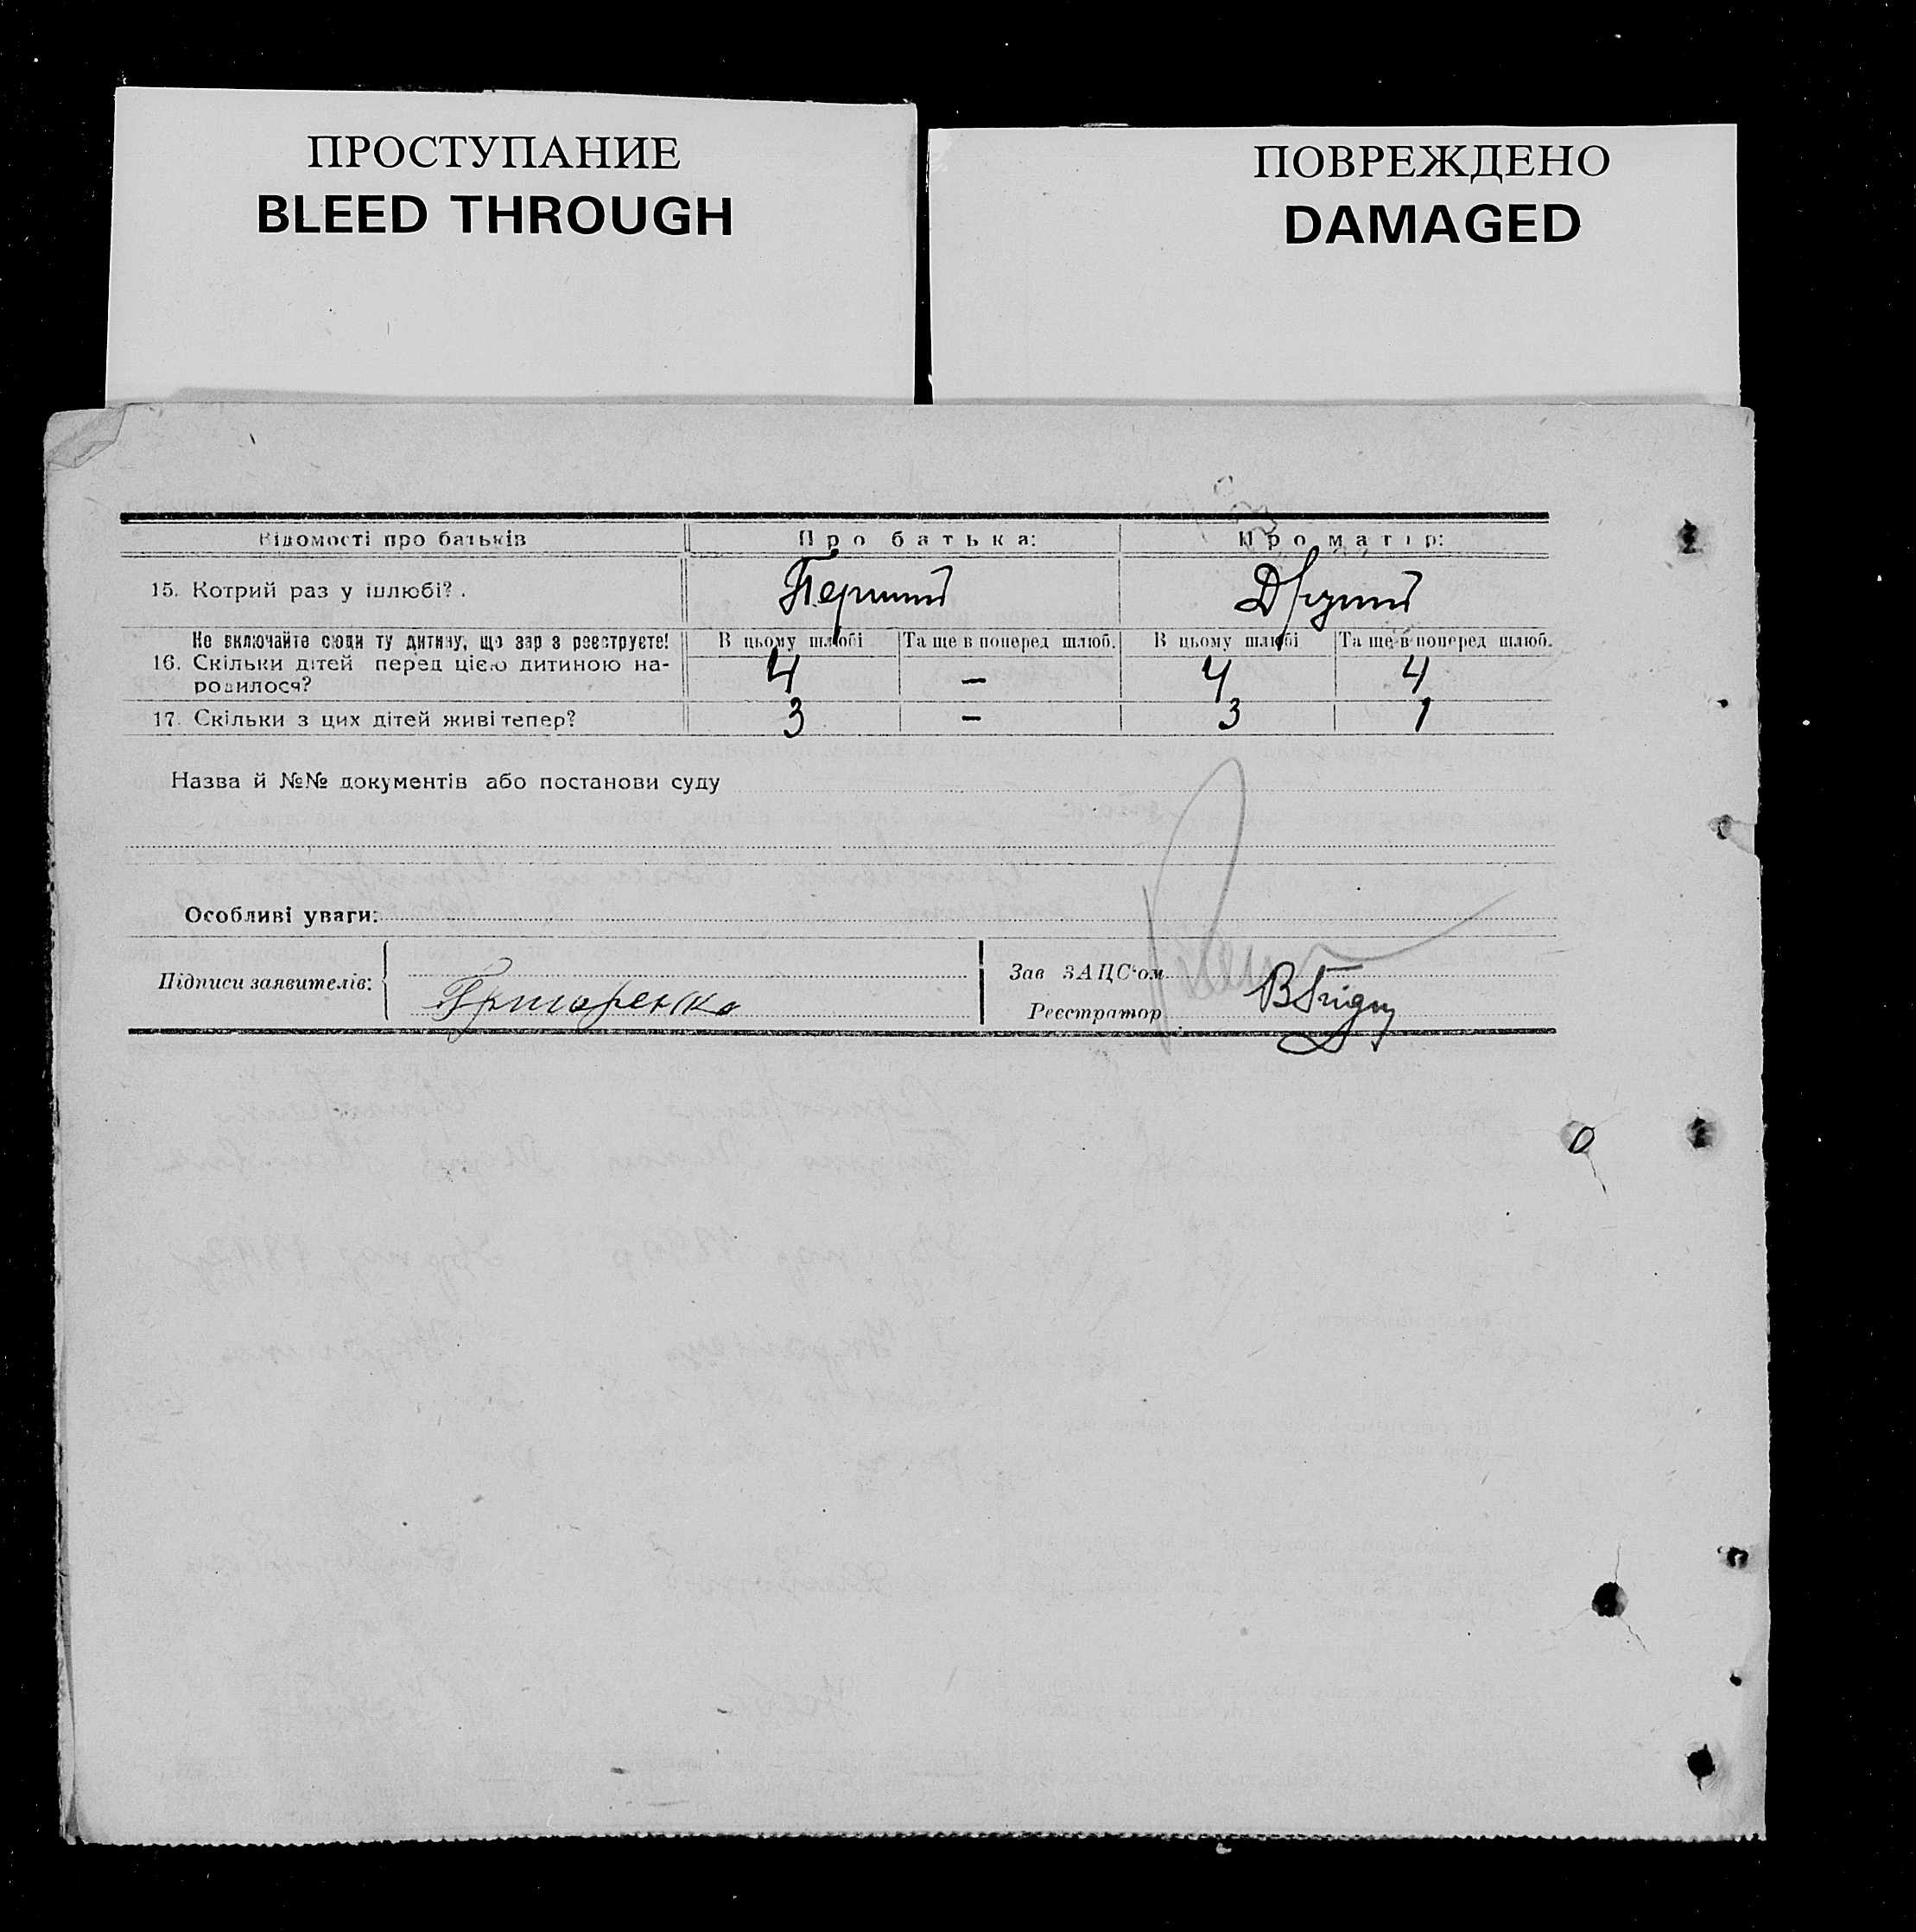 ПРОСТУПАНИЕ
BLEED THROUGH
ПОВРЕЖДЕНО
DAMAGED
Відомості про батьків Про батька: Про матір:
15. Котрий раз у шлюбі? . Перший Другий
Не включайте сюди ту дитину, що зараз реєструєте! В цьому шлюбі Та ще в поперед шлюб. В цьому шлюбі Та ще в поперед шлюб.
16. Скільки дітей перед цією дитиною на-
родилося? 4 – 4 4
17. Скільки з цих дітей живі тепер? 3 – 3 1
Назва й №№ документів або постанови суду
Особливі уваги:
Підписи заявителів:
Зав ЗАЦС'ом
Реєстратор